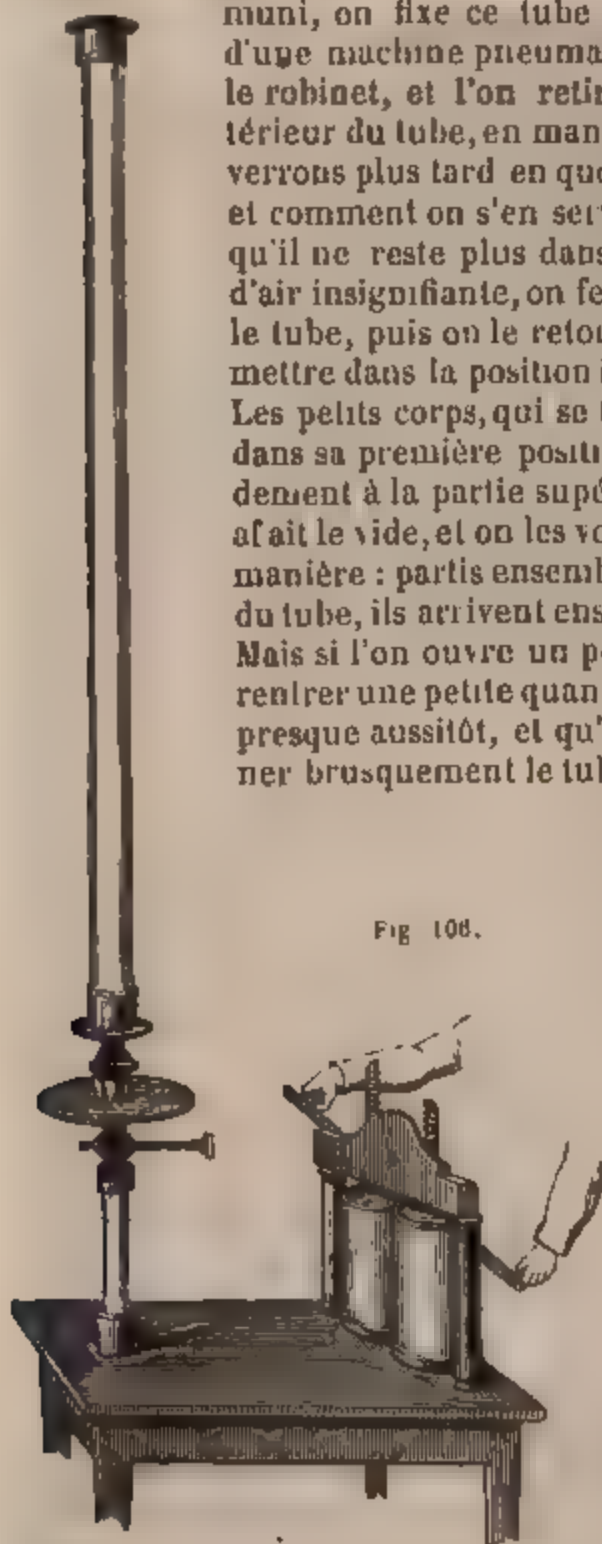 muni, on fixe ce tube
d'une machine pneuma
le robinet, et l'on retir
térieur du tube, en man
verrons plus tard en que
et comment on s'en ser
qu'il ne reste plus dans
d'air insignifiante, on fe
le tube, puis on le retou
mettre dans la position i
Les petits corps, qui se
dans sa première positi
dement à la partie supé
a fait le vide, et on les vo
manière : partis ensemb
du tube, ils arrivent ens
Mais si l'on ouvre un p
rentrer une petite quan
presque aussitôt, et qu'
ner brusquement le tub
Fig 106.